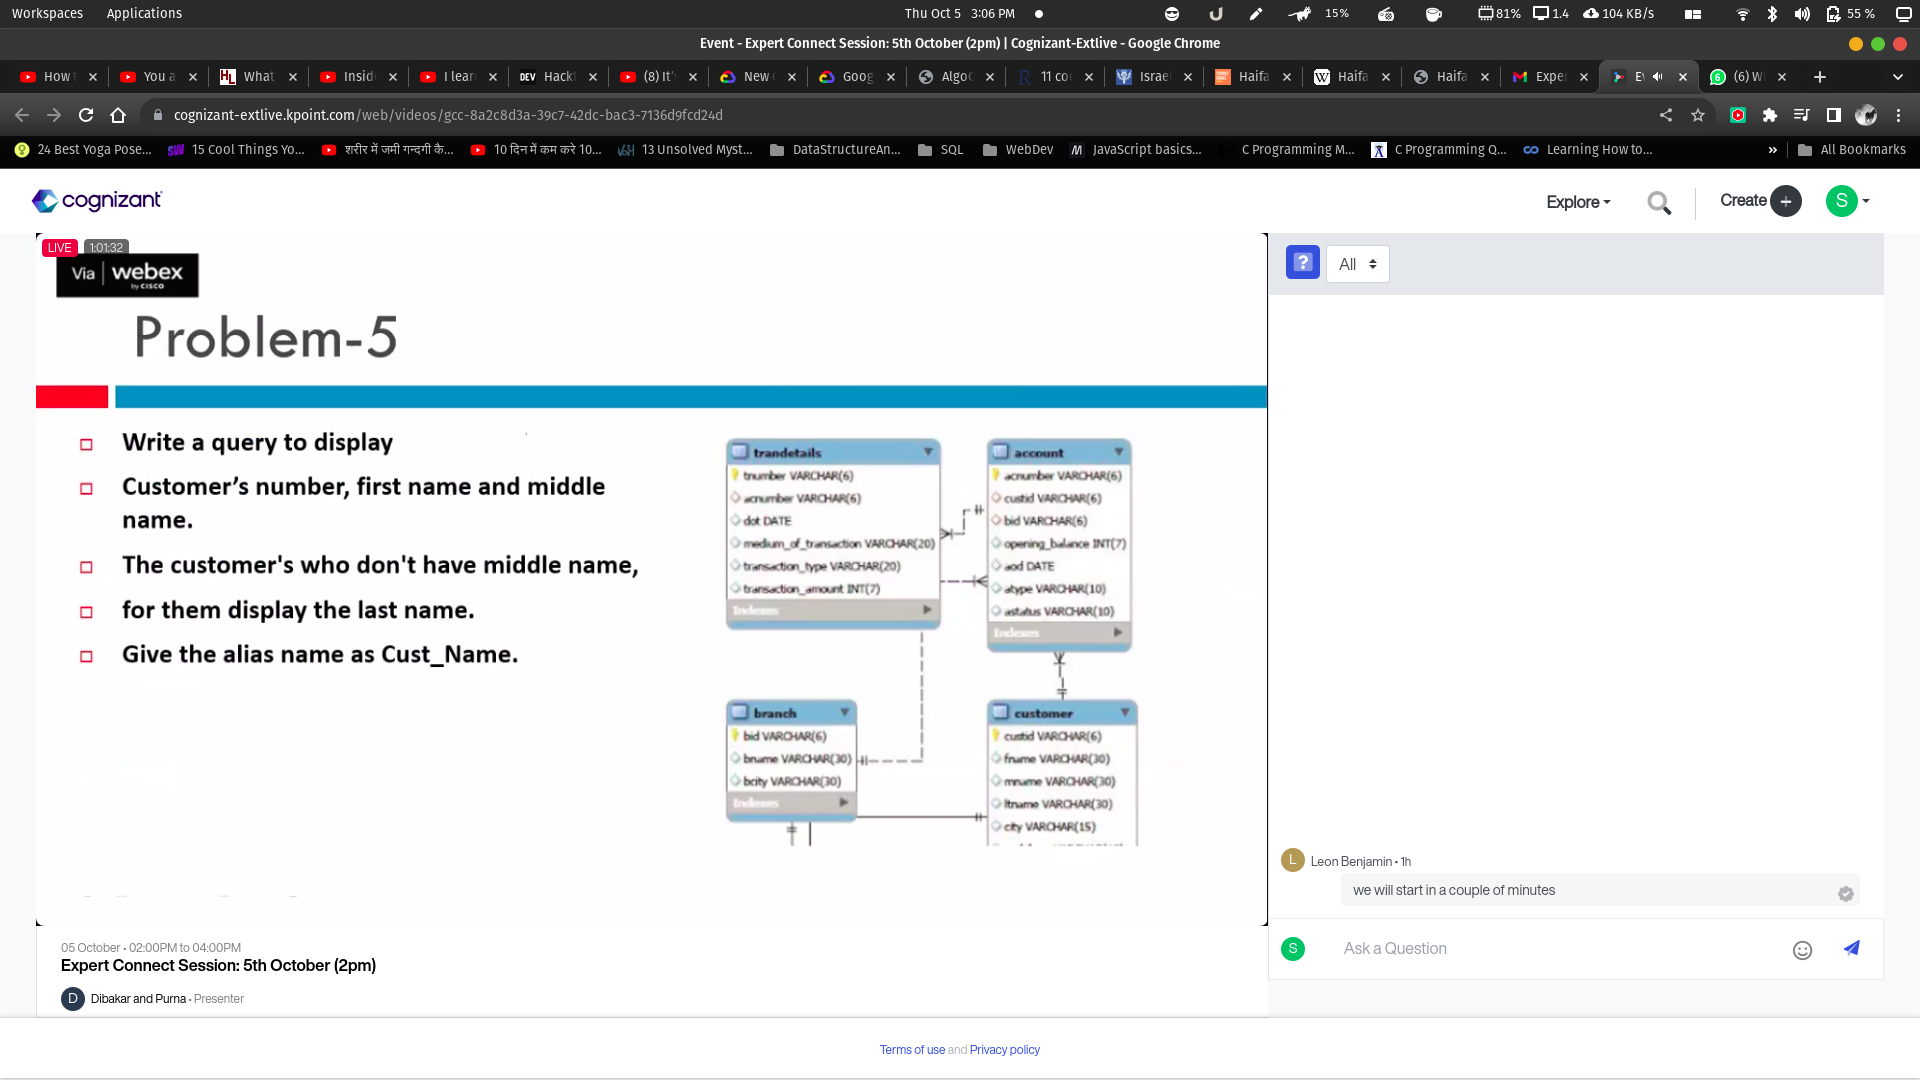 Workspaces Applications Thu Oct 5 3:06 PM 15% 81% 1.4 104 KB/s 55 %
Event - Expert Connect Session: 5th October (2pm) | Cognizant-Extlive - Google Chrome
How t You a What Insid I lear Hackt (8) It' New Goog AlgoC 11 co Israe Haifa Haifa Haifa Expe Ev (6) W
cognizant-extlive.kpoint.com/web/videos/gcc-8a2c8d3a-39c7-42dc-bac3-7136d9fcd24d
24 Best Yoga Pose... 15 Cool Things Yo... शरीर में जमी गन्दगी कै... 10 दिन में कम करे 10... 13 Unsolved Myst... DataStructureAn... SQL WebDev JavaScript basics... C Programming M... C Programming Q... Learning How to... » All Bookmarks
cognizant
Explore Create + S
LIVE 1:01:32
Via webex
by CISCO
? All
Problem-5
Write a query to display
Customer’s number, first name and middle
name.
The customer's who don't have middle name,
for them display the last name.
Give the alias name as Cust_Name.
trandetails
tnumber VARCHAR(6)
acnumber VARCHAR(6)
dot DATE
medium_of_transaction VARCHAR(20)
transaction_type VARCHAR(20)
transaction_amount INT(7)
Indexes
account
acnumber VARCHAR(6)
custid VARCHAR(6)
bid VARCHAR(6)
opening_balance INT(7)
aod DATE
atype VARCHAR(10)
astatus VARCHAR(10)
Indexes
branch
bid VARCHAR(6)
bname VARCHAR(30)
bcity VARCHAR(30)
Indexes
customer
custid VARCHAR(6)
fname VARCHAR(30)
mname VARCHAR(30)
ltname VARCHAR(30)
city VARCHAR(15)
L Leon Benjamin • 1h
we will start in a couple of minutes
S Ask a Question
05 October • 02:00PM to 04:00PM
Expert Connect Session: 5th October (2pm)
D Dibakar and Purna • Presenter
Terms of use and Privacy policy